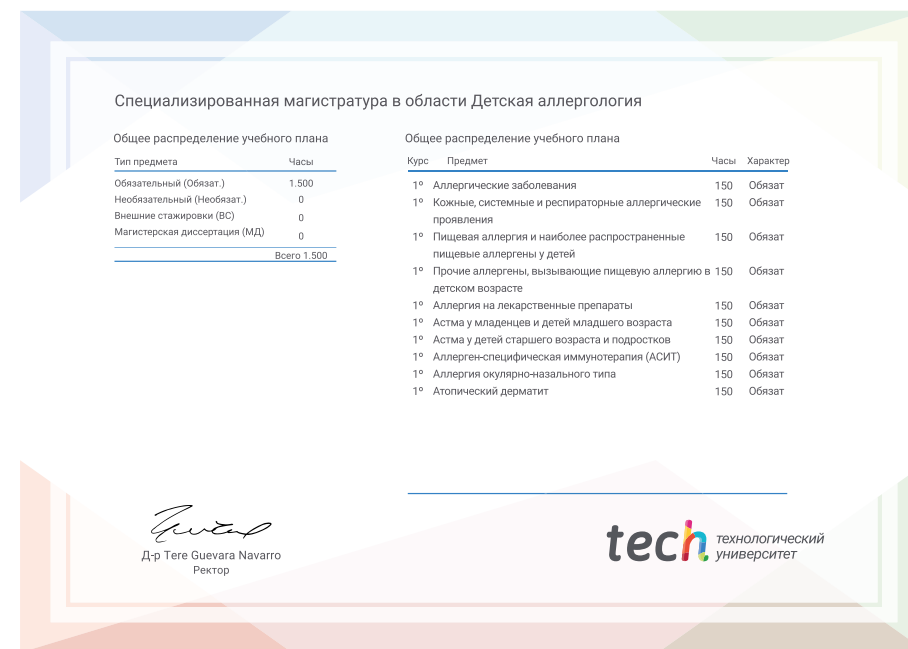 Специализированная магистратура в области Детская аллергология
Общее распределение учебного плана
Тип предмета Часы
Обязательный (Обязат.) 1.500
Необязательный (Необязат.) 0
Внешние стажировки (ВС) 0
Магистерская диссертация (МД) 0
Всего 1.500
Общее распределение учебного плана
Курс Предмет Часы Характер
1º Аллергические заболевания 150 Обязат
1º Кожные, системные и респираторные аллергические 150 Обязат
проявления
1º Пищевая аллергия и наиболее распространенные 150 Обязат
пищевые аллергены у детей
1º Прочие аллергены, вызывающие пищевую аллергию в 150 Обязат
детском возрасте
1º Аллергия на лекарственные препараты 150 Обязат
1º Астма у младенцев и детей младшего возраста 150 Обязат
1º Астма у детей старшего возраста и подростков 150 Обязат
1º Аллерген-специфическая иммунотерапия (АСИТ) 150 Обязат
1º Аллергия окулярно-назального типа 150 Обязат
1º Атопический дерматит 150 Обязат
Д-р Tere Guevara Navarro
Ректор
tech технологический
университет